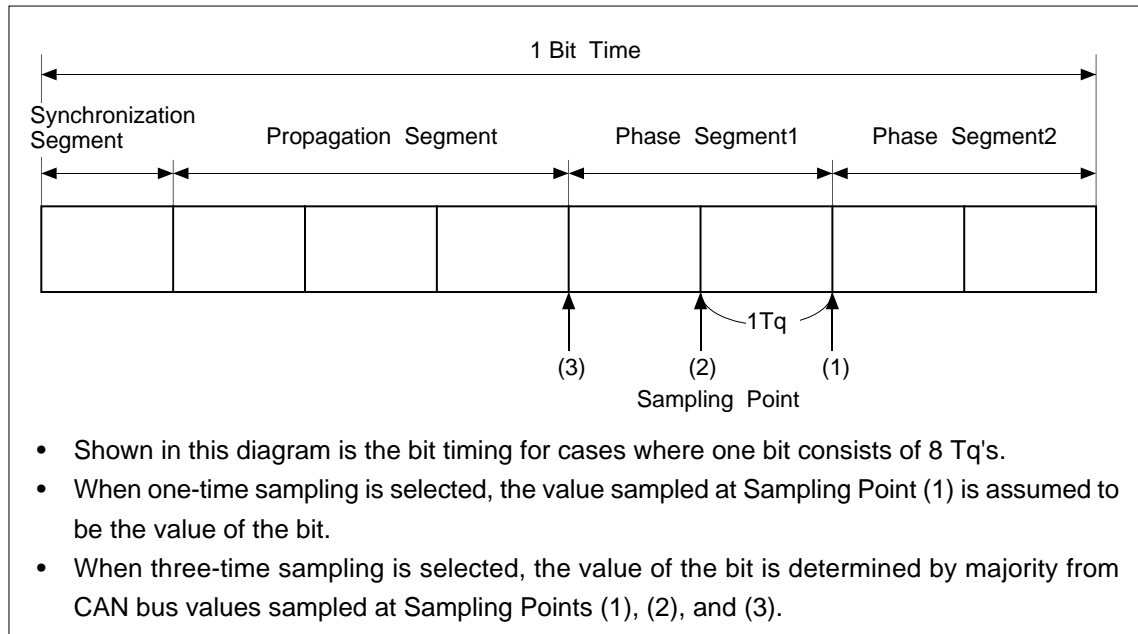 1 Bit Time
Synchronization
Segment
Propagation Segment
Phase Segment1
Phase Segment2
1Tq
(3)
(2)
(1)
Sampling Point
• Shown in this diagram is the bit timing for cases where one bit consists of 8 Tq's.
• When one-time sampling is selected, the value sampled at Sampling Point (1) is assumed to
be the value of the bit.
• When three-time sampling is selected, the value of the bit is determined by majority from
CAN bus values sampled at Sampling Points (1), (2), and (3).